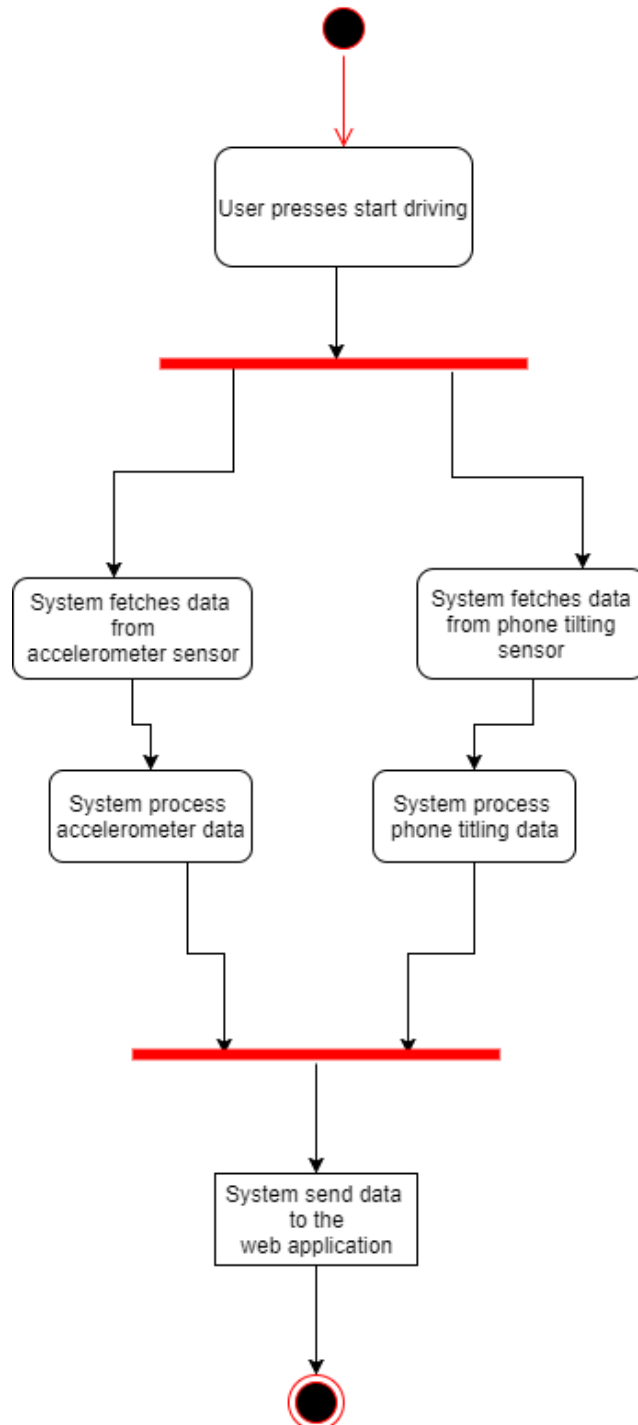 User presses start driving
System fetches data
from
accelerometer sensor
System fetches data
from phone tilting
sensor
System process
accelerometer data
System process
phone titling data
System send data
to the
web application